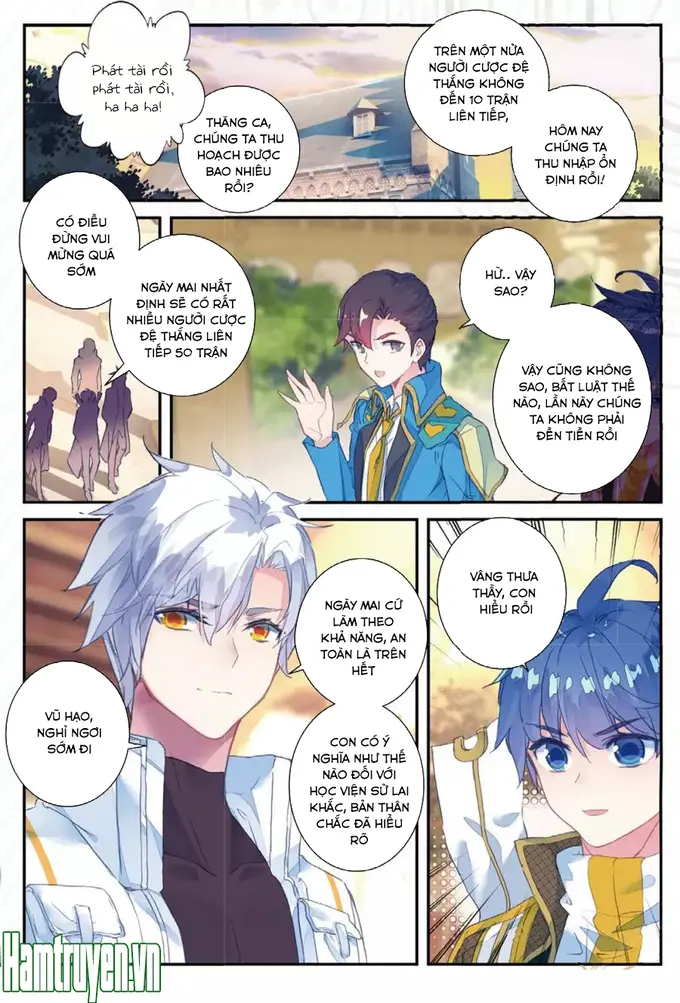 Phát tài rồi
phát tài rồi,
ha ha ha!
THĂNG CA,
CHÚNG TA THU
HOẠCH ĐƯỢC
BAO NHIÊU
RỒI?
TRÊN MỘT NỬA
NGƯỜI CƯỢC ĐỆ
THẮNG KHÔNG
ĐẾN 10 TRẬN
LIÊN TIẾP,
HÔM NAY
CHÚNG TA
THU NHẬP ỔN
ĐỊNH RỒI!
CÓ ĐIỀU
ĐỪNG VUI
MỪNG QUÁ
SỚM
NGÀY MAI NHẤT
ĐỊNH SẼ CÓ RẤT
NHIỀU NGƯỜI CƯỢC
ĐỆ THẮNG LIÊN
TIẾP 50 TRẬN
HỪ.. VẬY
SAO?
VẬY CŨNG KHÔNG
SAO, BẤT LUẬT THẾ
NÀO, LẦN NÀY CHÚNG
TA KHÔNG PHẢI
ĐỀN TIỀN RỒI
VŨ HẠO,
NGHỈ NGƠI
SỚM ĐI
NGÀY MAI CỨ
LÀM THEO
KHẢ NĂNG, AN
TOÀN LÀ TRÊN
HẾT
CON CÓ Ý
NGHĨA NHƯ THẾ
NÀO ĐỐI VỚI
HỌC VIỆN SỬ LAI
KHẮC, BẢN THÂN
CHẮC ĐÃ HIỂU
RÕ
VÂNG THƯA
THẦY, CON
HIỂU RỒI
Hamtruyen.vn